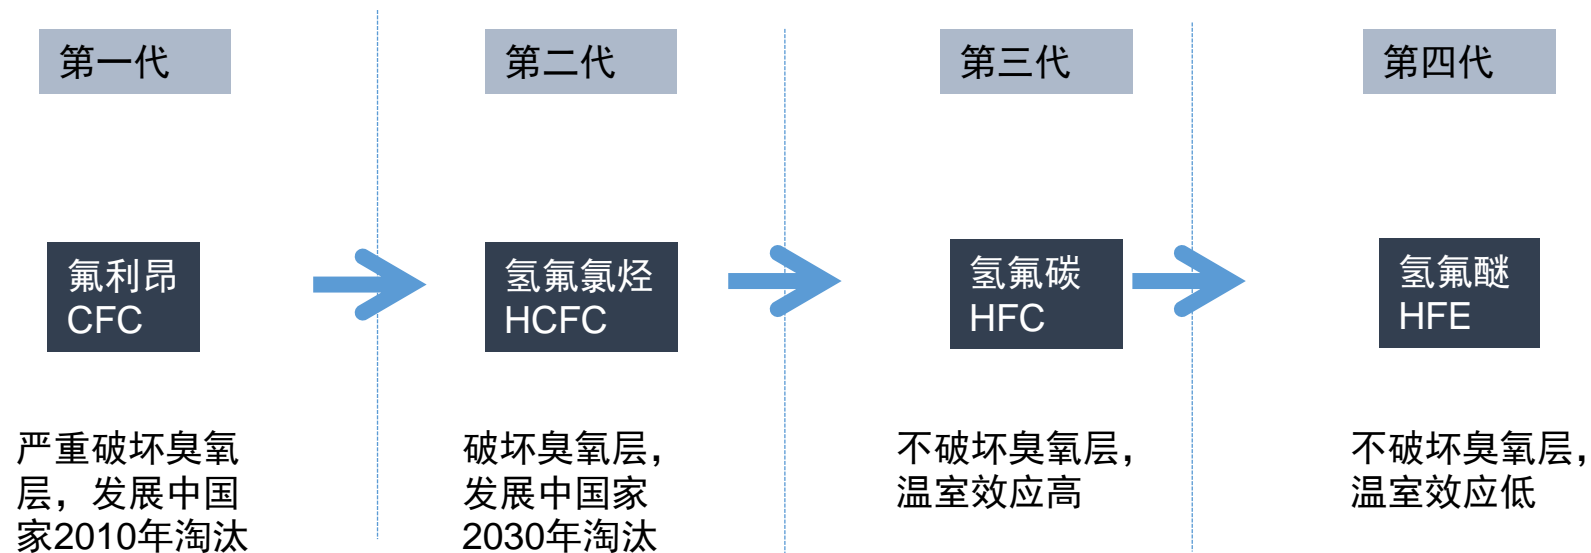 第一代
第二代
第三代
第四代
氟利昂
CFC
氢氟氯烃
HCFC
氢氟碳
HFC
氢氟醚
HFE
严重破坏臭氧
层，发展中国
家2010年淘汰
破坏臭氧层，
发展中国家
2030年淘汰
不破坏臭氧层，
温室效应高
不破坏臭氧层，
温室效应低